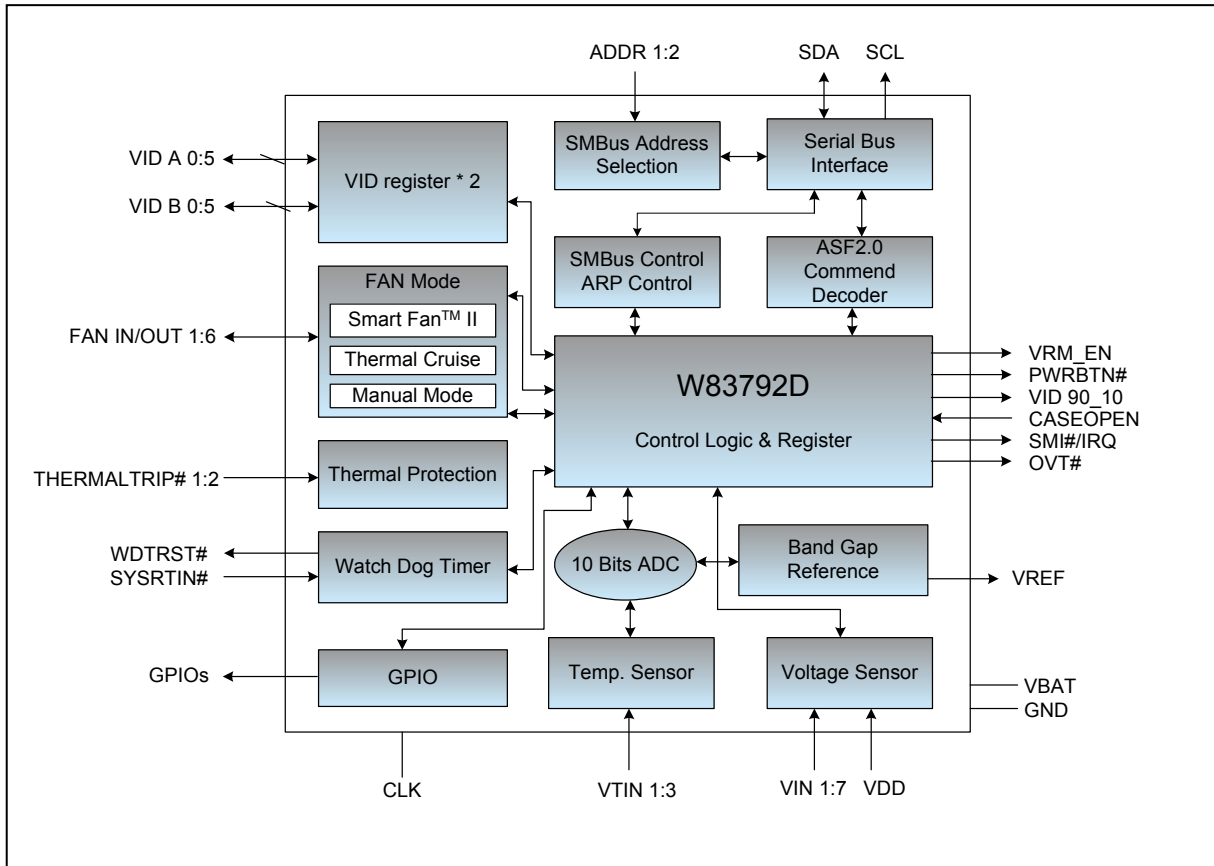 ADDR 1:2
SDA
SCL
VID A 0:5
VID B 0:5
VID register * 2
SMBus Address
Selection
Serial Bus
Interface
SMBus Control
ARP Control
ASF2.0
Commend
Decoder
FAN IN/OUT 1:6
FAN Mode
Smart Fan™ II
Thermal Cruise
Manual Mode
W83792D
Control Logic & Register
VRM_EN
PWRBTN#
VID 90_10
CASEOPEN
SMI#/IRQ
OVT#
THERMALTRIP# 1:2
Thermal Protection
WDTRST#
SYSRTIN#
Watch Dog Timer
10 Bits ADC
Band Gap
Reference
VREF
GPIOs
GPIO
Temp. Sensor
Voltage Sensor
VBAT
GND
CLK
VTIN 1:3
VIN 1:7
VDD